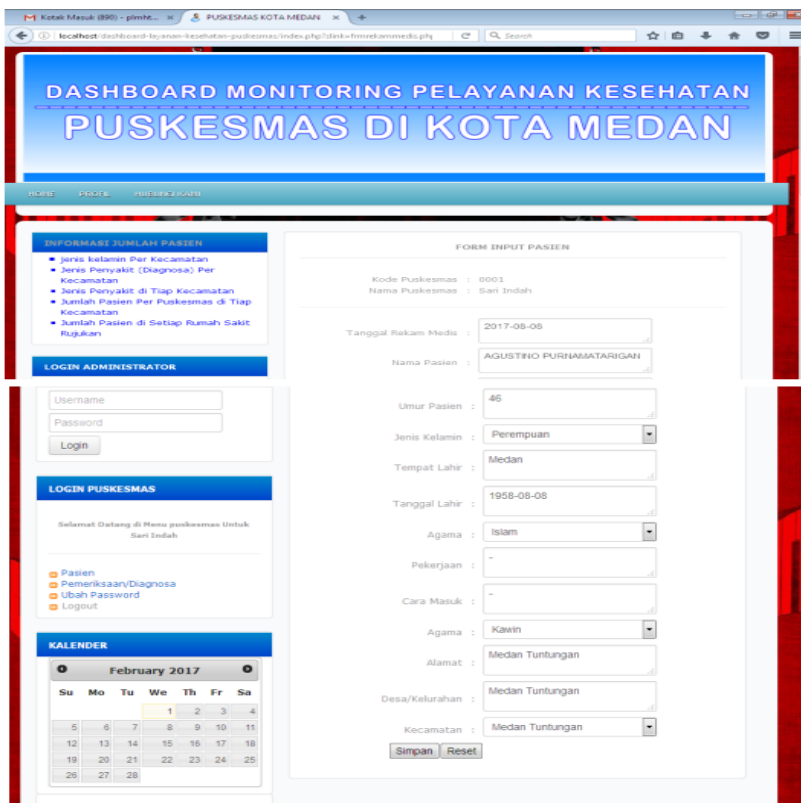 Kotak Masuk (890) - plmht...
PUSKESMAS KOTA MEDAN
localhost/dashboard-layanan-kesehatan-puskesmas/index.php?dink=frmrekammedis.php
Search
DASHBOARD MONITORING PELAYANAN KESEHATAN
PUSKESMAS DI KOTA MEDAN
HOME PROFIL HUBUNGI KAMI
INFORMASI JUMLAH PASIEN
jenis kelamin Per Kecamatan
Jenis Penyakit (Diagnosa) Per
Kecamatan
Jenis Penyakit di Tiap Kecamatan
Jumlah Pasien Per Puskesmas di Tiap
Kecamatan
Jumlah Pasien di Setiap Rumah Sakit
Rujukan
LOGIN ADMINISTRATOR
Username
Password
Login
LOGIN PUSKESMAS
Selamat Datang di Menu puskesmas Untuk
Sari Indah
Pasien
Pemeriksaan/Diagnosa
Ubah Password
Logout
KALENDER
February 2017
Su Mo Tu We Th Fr Sa
1 2 3 4
5 6 7 8 9 10 11
12 13 14 15 16 17 18
19 20 21 22 23 24 25
26 27 28
FORM INPUT PASIEN
Kode Puskesmas : 0001
Nama Puskesmas : Sari Indah
Tanggal Rekam Medis : 2017-08-08
Nama Pasien : AGUSTINO PURNAMATARIGAN
Umur Pasien : 46
Jenis Kelamin : Perempuan
Tempat Lahir : Medan
Tanggal Lahir : 1958-08-08
Agama : Islam
Pekerjaan : -
Cara Masuk : -
Agama : Kawin
Alamat : Medan Tuntungan
Desa/Kelurahan : Medan Tuntungan
Kecamatan : Medan Tuntungan
Simpan Reset